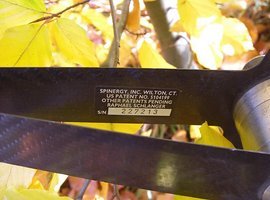 SPINERGY, INC. WILTON, CT.
US PATENT NO. 5104199
OTHER PATENTS PENDING
RAPHAEL SCHLANGER
S/N 227213